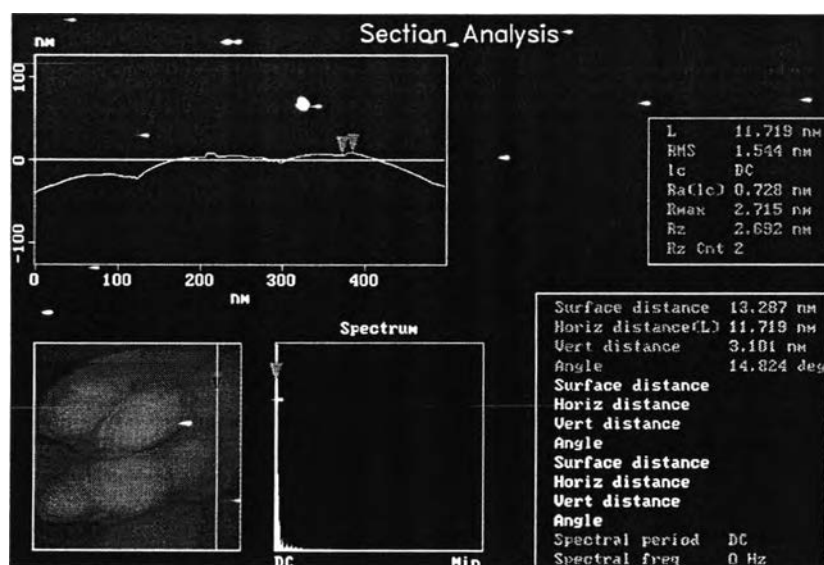 Section Analysis
nM
100
0
-100
0 100 200 300 400
nM
L 11.719 nM
RMS 1.544 nM
lc DC
Ra(lc) 0.728 nM
Rmax 2.715 nM
Rz 2.692 nM
Rz Cnt 2
Spectrum
DC Min
Surface distance 13.287 nM
Horiz distance(L) 11.719 nM
Vert distance 3.101 nM
Angle 14.824 deg
Surface distance
Horiz distance
Vert distance
Angle
Surface distance
Horiz distance
Vert distance
Angle
Spectral period DC
Spectral freq 0 Hz